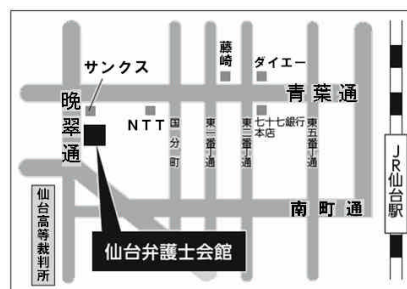 藤崎
ダイエー
サンクス
青葉通
晩翠通
NTT
国分町
東一番丁通
東二番丁通
七十七銀行
本店
東五番丁通
JR仙台駅
南町通
仙台高等裁判所
仙台弁護士会館